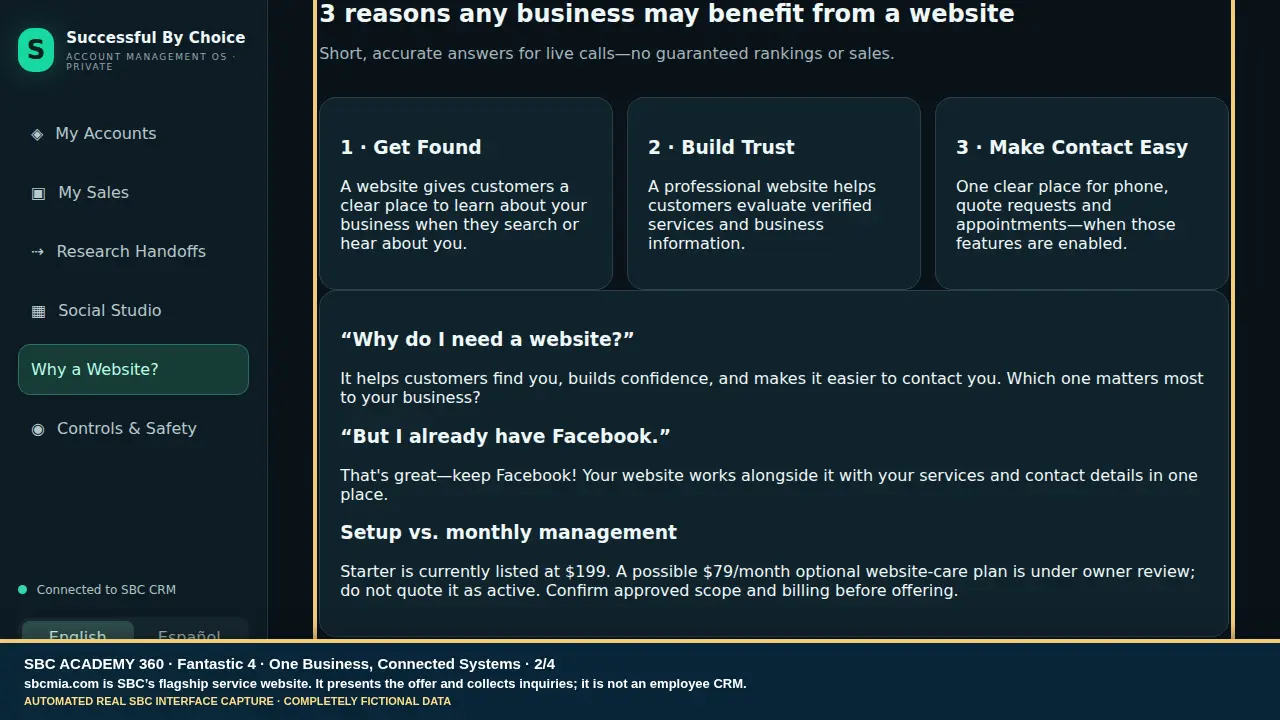 S
Successful By Choice
ACCOUNT MANAGEMENT OS ·
PRIVATE
◈ My Accounts
▣ My Sales
⇢ Research Handoffs
▦ Social Studio
Why a Website?
◉ Controls & Safety
Connected to SBC CRM
English Español
3 reasons any business may benefit from a website
Short, accurate answers for live calls—no guaranteed rankings or sales.
1 · Get Found
A website gives customers a
clear place to learn about your
business when they search or
hear about you.
2 · Build Trust
A professional website helps
customers evaluate verified
services and business
information.
3 · Make Contact Easy
One clear place for phone,
quote requests and
appointments—when those
features are enabled.
“Why do I need a website?”
It helps customers find you, builds confidence, and makes it easier to contact you. Which one matters most
to your business?
“But I already have Facebook.”
That's great—keep Facebook! Your website works alongside it with your services and contact details in one
place.
Setup vs. monthly management
Starter is currently listed at $199. A possible $79/month optional website-care plan is under owner review;
do not quote it as active. Confirm approved scope and billing before offering.
SBC ACADEMY 360 · Fantastic 4 · One Business, Connected Systems · 2/4
sbcmia.com is SBC’s flagship service website. It presents the offer and collects inquiries; it is not an employee CRM.
AUTOMATED REAL SBC INTERFACE CAPTURE · COMPLETELY FICTIONAL DATA